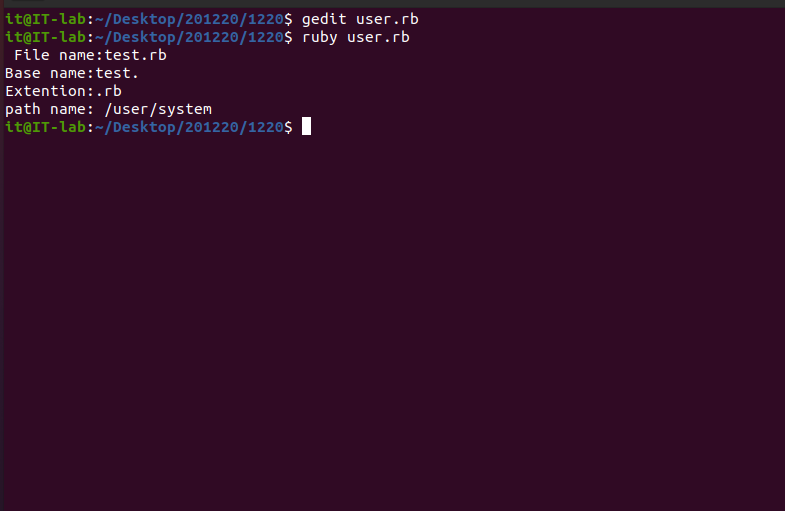 it@IT-lab:~/Desktop/201220/1220$ gedit user.rb
it@IT-lab:~/Desktop/201220/1220$ ruby user.rb
 File name:test.rb
Base name:test.
Extention:.rb
path name: /user/system
it@IT-lab:~/Desktop/201220/1220$